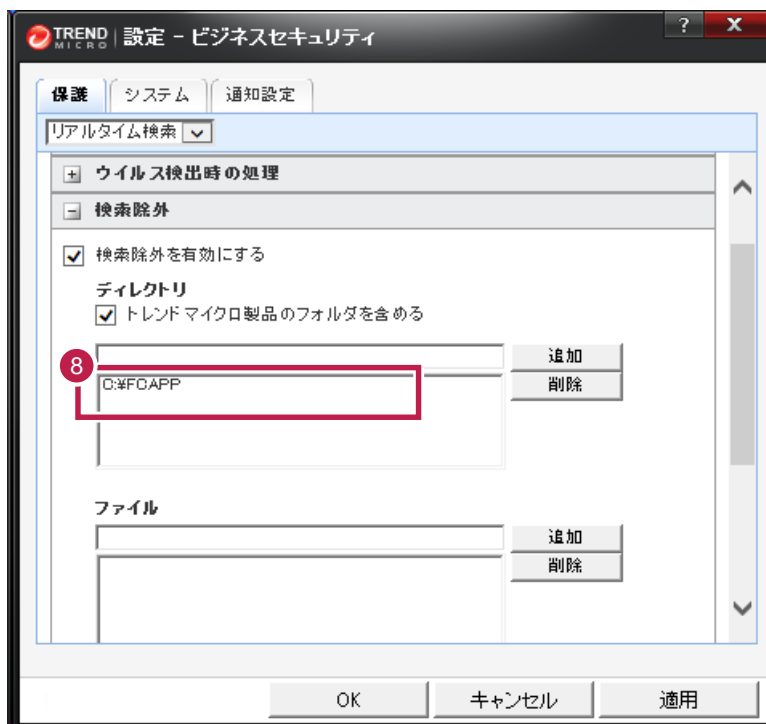 TREND MICRO 設定 - ビジネスセキュリティ ? X
保護 システム 通知設定
リアルタイム検索
+ ウイルス検出時の処理
- 検索除外
検索除外を有効にする
ディレクトリ
トレンドマイクロ製品のフォルダを含める
追加
8
C:¥FCAPP
削除
ファイル
追加
削除
OK キャンセル 適用